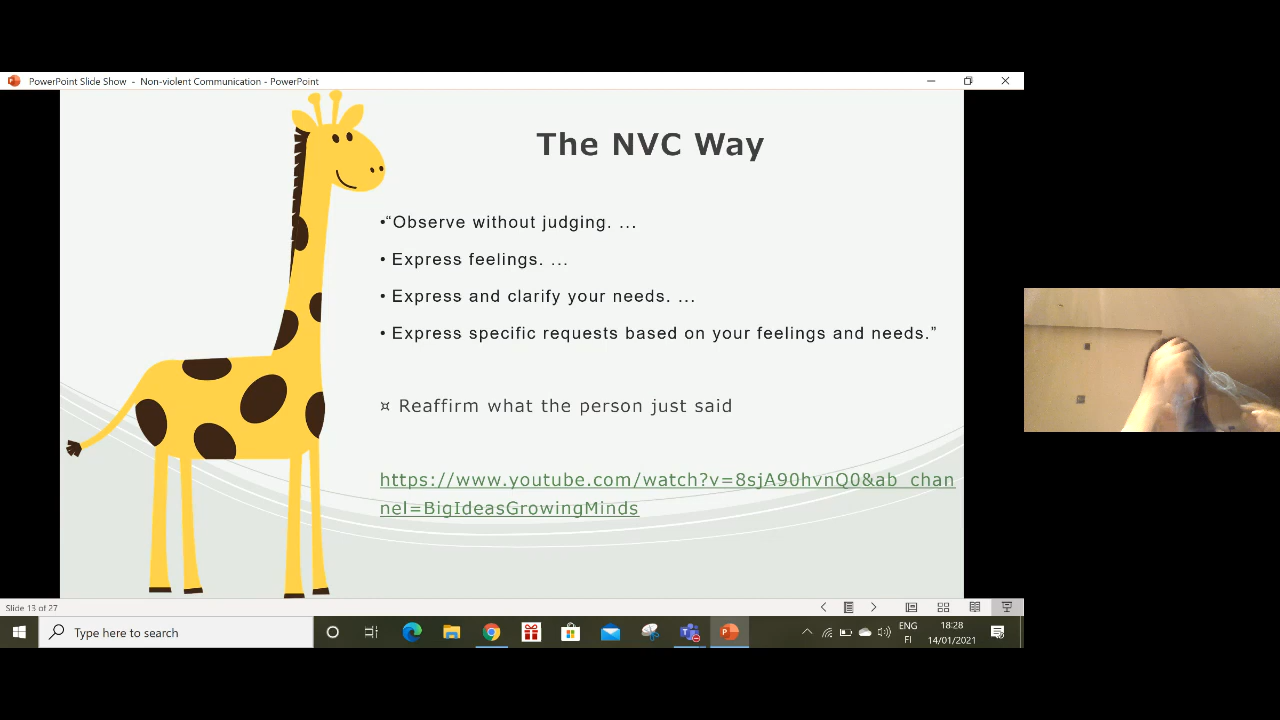 PowerPoint Slide Show - Non-violent Communication - PowerPoint
The NVC Way
•“Observe without judging. ...
• Express feelings. ...
• Express and clarify your needs. ...
• Express specific requests based on your feelings and needs.”
¤ Reaffirm what the person just said
https://www.youtube.com/watch?v=8sjA90hvnQ0&ab_chan
nel=BigIdeasGrowingMinds
Slide 13 of 27
Type here to search
ENG
FI
18:28
14/01/2021